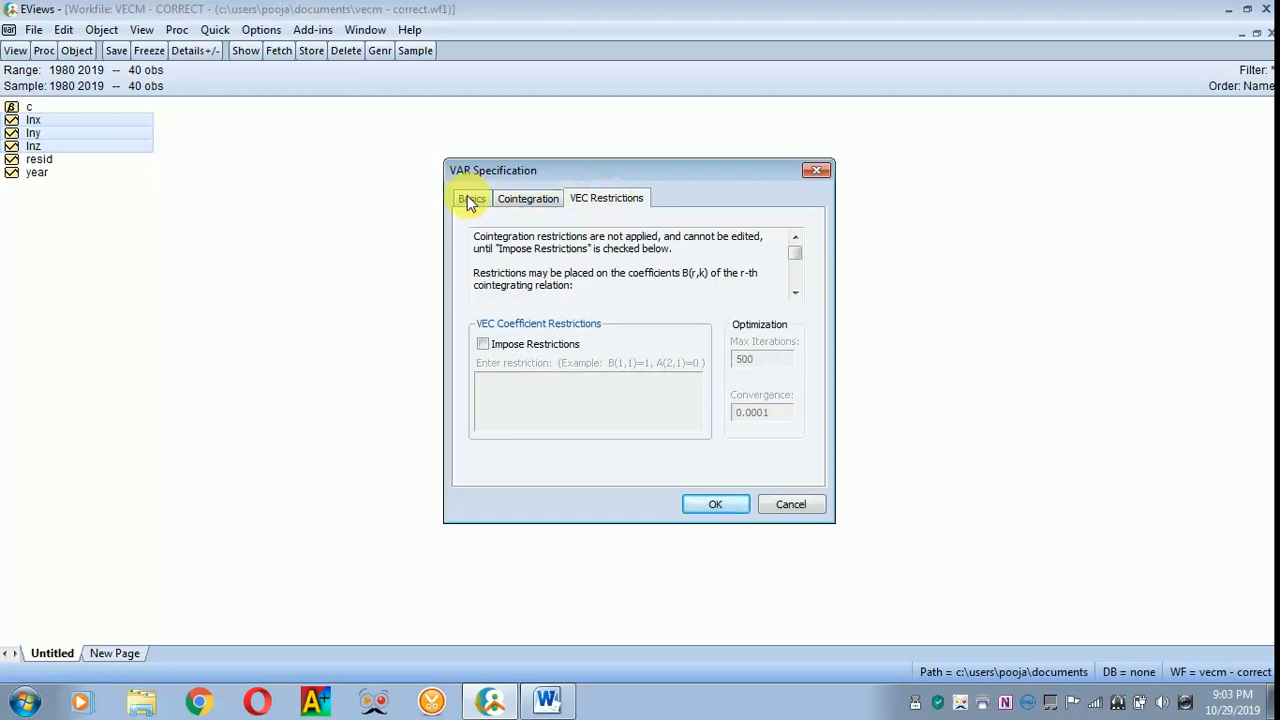 EViews - [Workfile: VECM - CORRECT - (c:\users\pooja\documents\vecm - correct.wf1)]
var File Edit Object View Proc Quick Options Add-ins Window Help
View Proc Object Save Freeze Details+/- Show Fetch Store Delete Genr Sample
Range: 1980 2019 -- 40 obs Filter: *
Sample: 1980 2019 -- 40 obs Order: Name
β c
lnx
lny
lnz
resid
year
VAR Specification
Basics Cointegration VEC Restrictions
Cointegration restrictions are not applied, and cannot be edited,
until "Impose Restrictions" is checked below.
Restrictions may be placed on the coefficients B(r,k) of the r-th
cointegrating relation:
VEC Coefficient Restrictions
Impose Restrictions
Enter restriction: (Example: B(1,1)=1, A(2,1)=0 )
Optimization
Max Iterations:
500
Convergence:
0.0001
OK Cancel
Untitled New Page
Path = c:\users\pooja\documents DB = none WF = vecm - correct
9:03 PM
10/29/2019